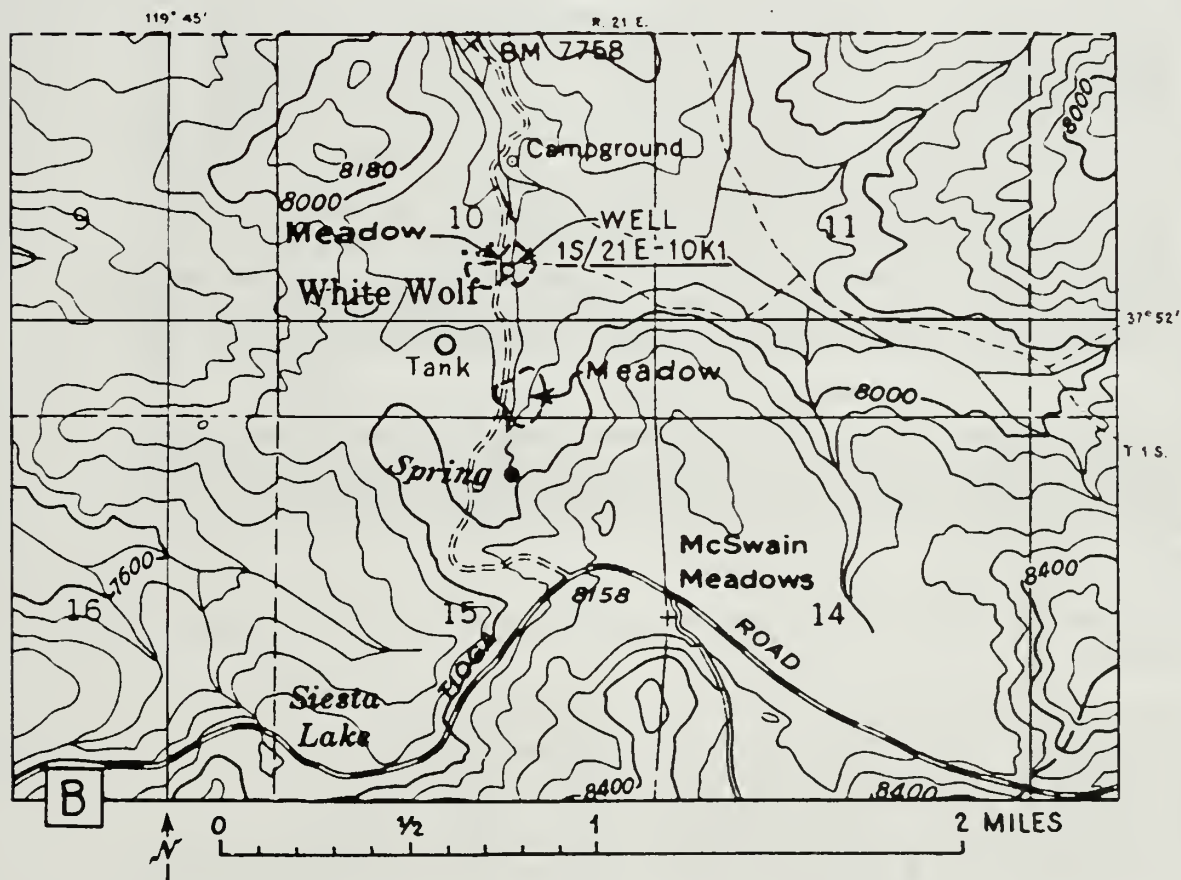 119° 45'
R. 21 E.
BM 7758
Campground
8180
8000
8000
9
10
11
Meadow
WELL
1S/21E-10K1
White Wolf
37° 52'
Tank
Meadow
8000
T 1 S.
Spring
McSwain
Meadows
8400
7600
16
15
8158
14
TIOGA
ROAD
Siesta
Lake
8400
8400
B
N
0
1/2
1
2 MILES